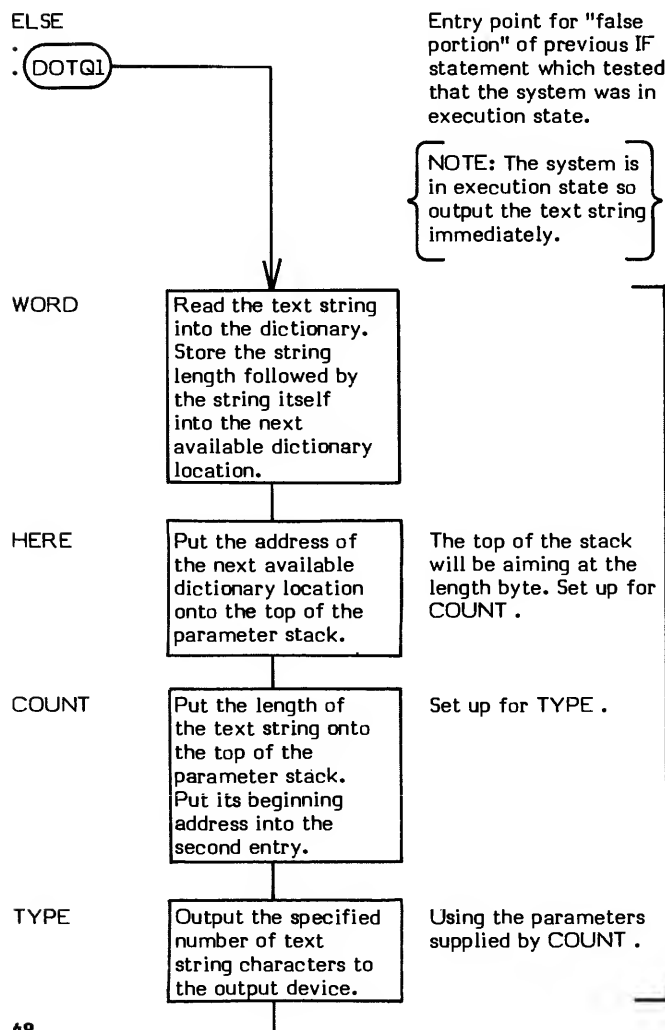 ELSE
: DOTQ1
Entry point for "false
portion" of previous IF
statement which tested
that the system was in
execution state.
NOTE: The system is
in execution state so
output the text string
immediately.
WORD
Read the text string
into the dictionary.
Store the string
length followed by
the string itself
into the next
available dictionary
location.
HERE
Put the address of
the next available
dictionary location
onto the top of the
parameter stack.
The top of the stack
will be aiming at the
length byte. Set up for
COUNT .
COUNT
Put the length of
the text string onto
the top of the
parameter stack.
Put its beginning
address into the
second entry.
Set up for TYPE .
TYPE
Output the specified
number of text
string characters to
the output device.
Using the parameters
supplied by COUNT .